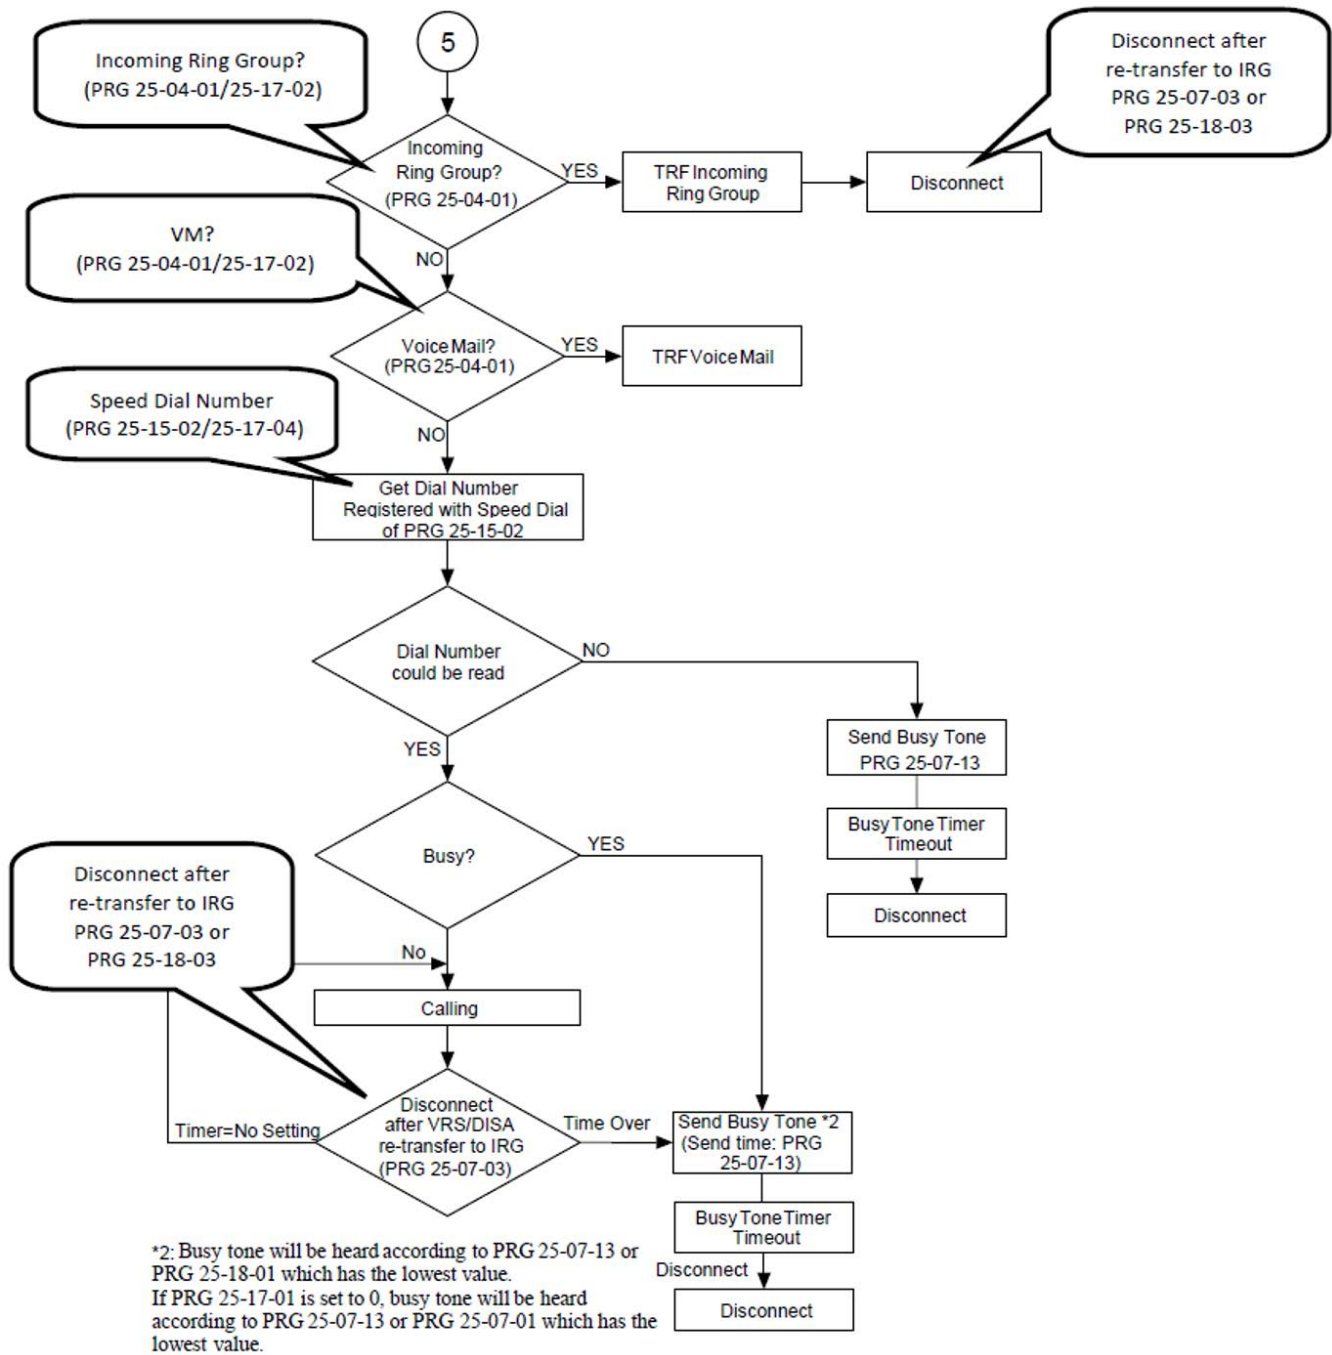 5
Incoming Ring Group?
(PRG 25-04-01/25-17-02)
Disconnect after
re-transfer to IRG
PRG 25-07-03 or
PRG 25-18-03
Incoming
Ring Group?
(PRG 25-04-01)
YES
TRF Incoming
Ring Group
Disconnect
NO
VM?
(PRG 25-04-01/25-17-02)
Voice Mail?
(PRG 25-04-01)
YES
TRF Voice Mail
NO
Speed Dial Number
(PRG 25-15-02/25-17-04)
Get Dial Number
Registered with Speed Dial
of PRG 25-15-02
Dial Number
could be read
NO
Send Busy Tone
PRG 25-07-13
Busy Tone Timer
Timeout
Disconnect
YES
Busy?
YES
Disconnect after
re-transfer to IRG
PRG 25-07-03 or
PRG 25-18-03
No
Calling
Timer=No Setting
Disconnect
after VRS/DISA
re-transfer to IRG
(PRG 25-07-03)
Time Over
Send Busy Tone *2
(Send time: PRG
25-07-13)
Busy Tone Timer
Timeout
Disconnect
Disconnect
*2: Busy tone will be heard according to PRG 25-07-13 or
PRG 25-18-01 which has the lowest value.
If PRG 25-17-01 is set to 0, busy tone will be heard
according to PRG 25-07-13 or PRG 25-07-01 which has the
lowest value.